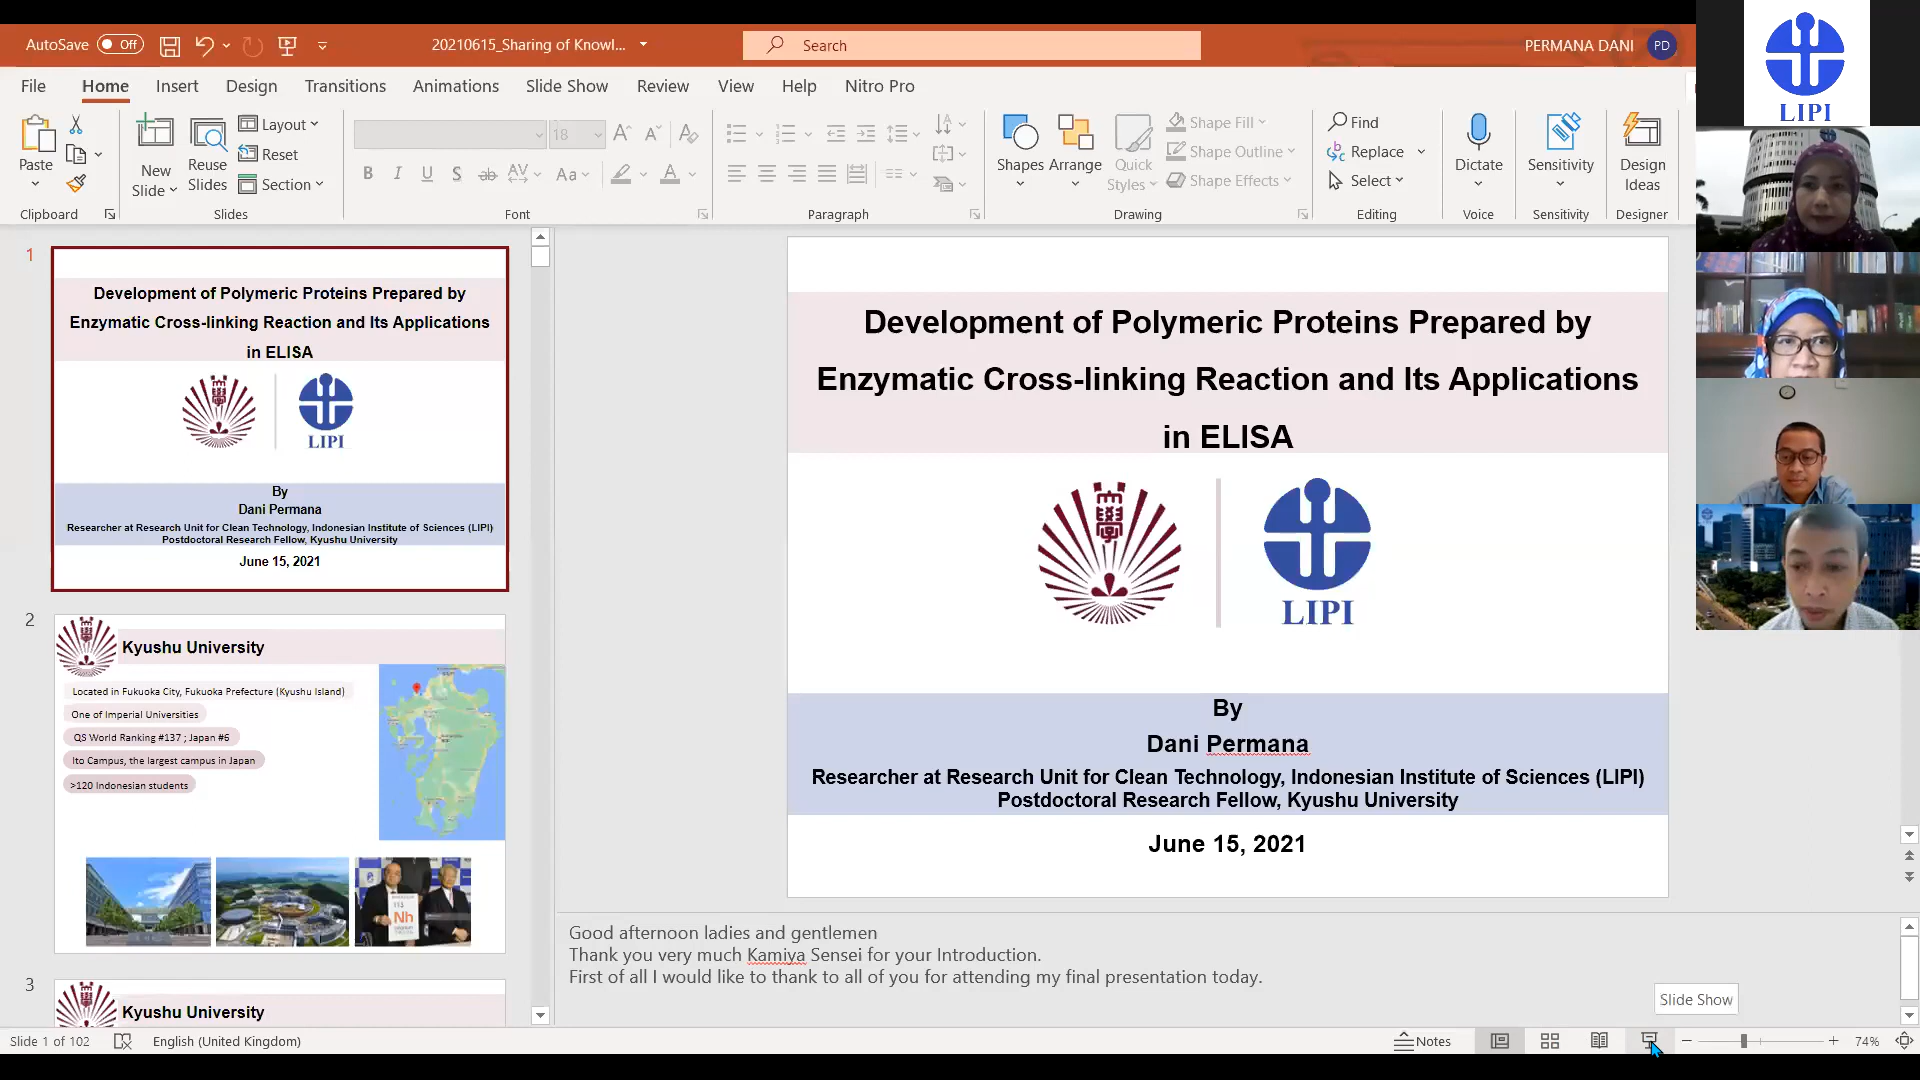 AutoSave Off
20210615_Sharing of Knowl...
Search
PERMANA DANI PD
File Home Insert Design Transitions Animations Slide Show Review View Help Nitro Pro
Paste
Clipboard
New Slide
Reuse Slides
Layout
Reset
Section
Slides
18
Font
Paragraph
Shapes
Arrange
Quick Styles
Shape Fill
Shape Outline
Shape Effects
Drawing
Find
Replace
Select
Editing
Dictate
Voice
Sensitivity
Sensitivity
Design Ideas
Designer
1
Development of Polymeric Proteins Prepared by
Enzymatic Cross-linking Reaction and Its Applications
in ELISA
LIPI
By
Dani Permana
Researcher at Research Unit for Clean Technology, Indonesian Institute of Sciences (LIPI)
Postdoctoral Research Fellow, Kyushu University
June 15, 2021
2
Kyushu University
Located in Fukuoka City, Fukuoka Prefecture (Kyushu Island)
One of Imperial Universities
QS World Ranking #137 ; Japan #6
Ito Campus, the largest campus in Japan
>120 Indonesian students
113
Nh
3
Kyushu University
Development of Polymeric Proteins Prepared by
Enzymatic Cross-linking Reaction and Its Applications
in ELISA
LIPI
By
Dani Permana
Researcher at Research Unit for Clean Technology, Indonesian Institute of Sciences (LIPI)
Postdoctoral Research Fellow, Kyushu University
June 15, 2021
Good afternoon ladies and gentlemen
Thank you very much Kamiya Sensei for your Introduction.
First of all I would like to thank to all of you for attending my final presentation today.
Slide Show
Slide 1 of 102
English (United Kingdom)
Notes
74%
LIPI